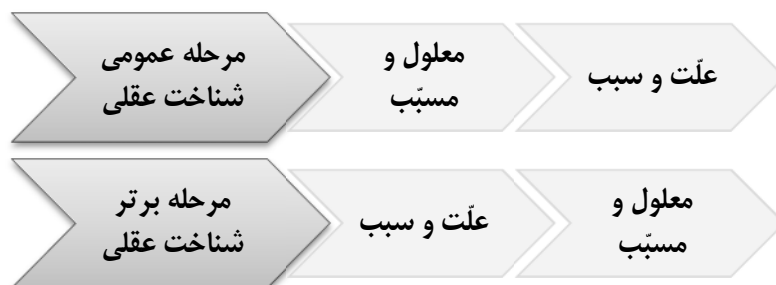 مرحله عمومی
شناخت عقلی
معلول و
مسبّب
علّت و سبب
مرحله برتر
شناخت عقلی
علّت و سبب
معلول و
مسبّب